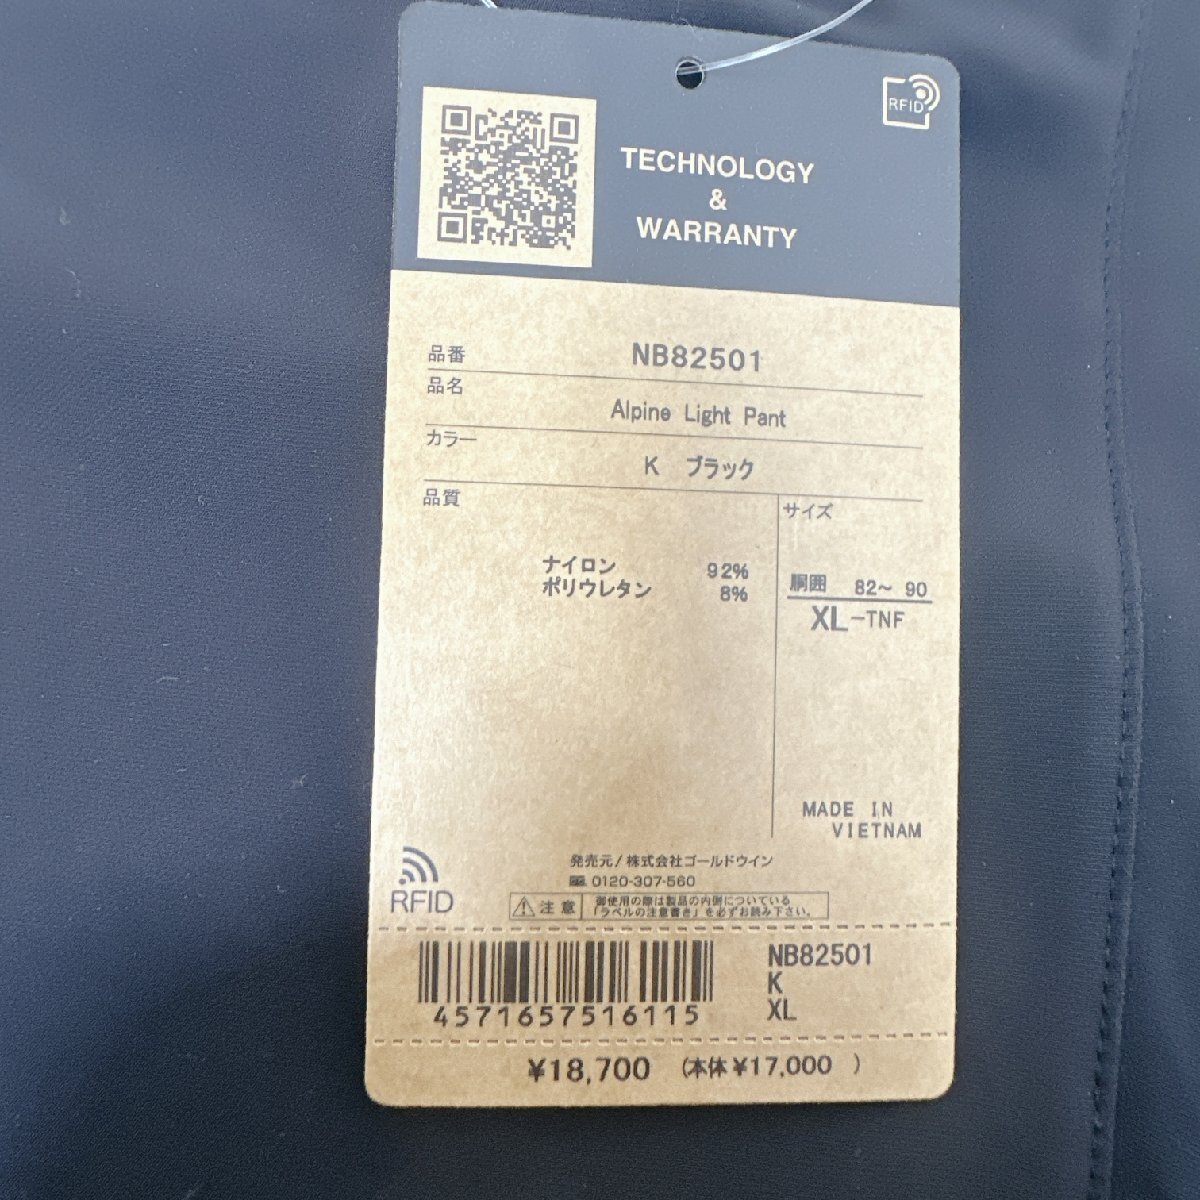 RFID
TECHNOLOGY
&
WARRANTY
品番 NB82501
品名
Alpine Light Pant
カラー
K ブラック
品質
ナイロン 92%
ポリウレタン 8%
サイズ
胴囲 82～ 90
XL-TNF
MADE IN
VIETNAM
発売元/株式会社ゴールドウイン
0120-307-560
RFID
注意
御使用の際は製品の内側についている
「ラベルの注意書き」を必ずお読み下さい。
4571657516115
NB82501
K
XL
¥18,700 (本体¥17,000 )